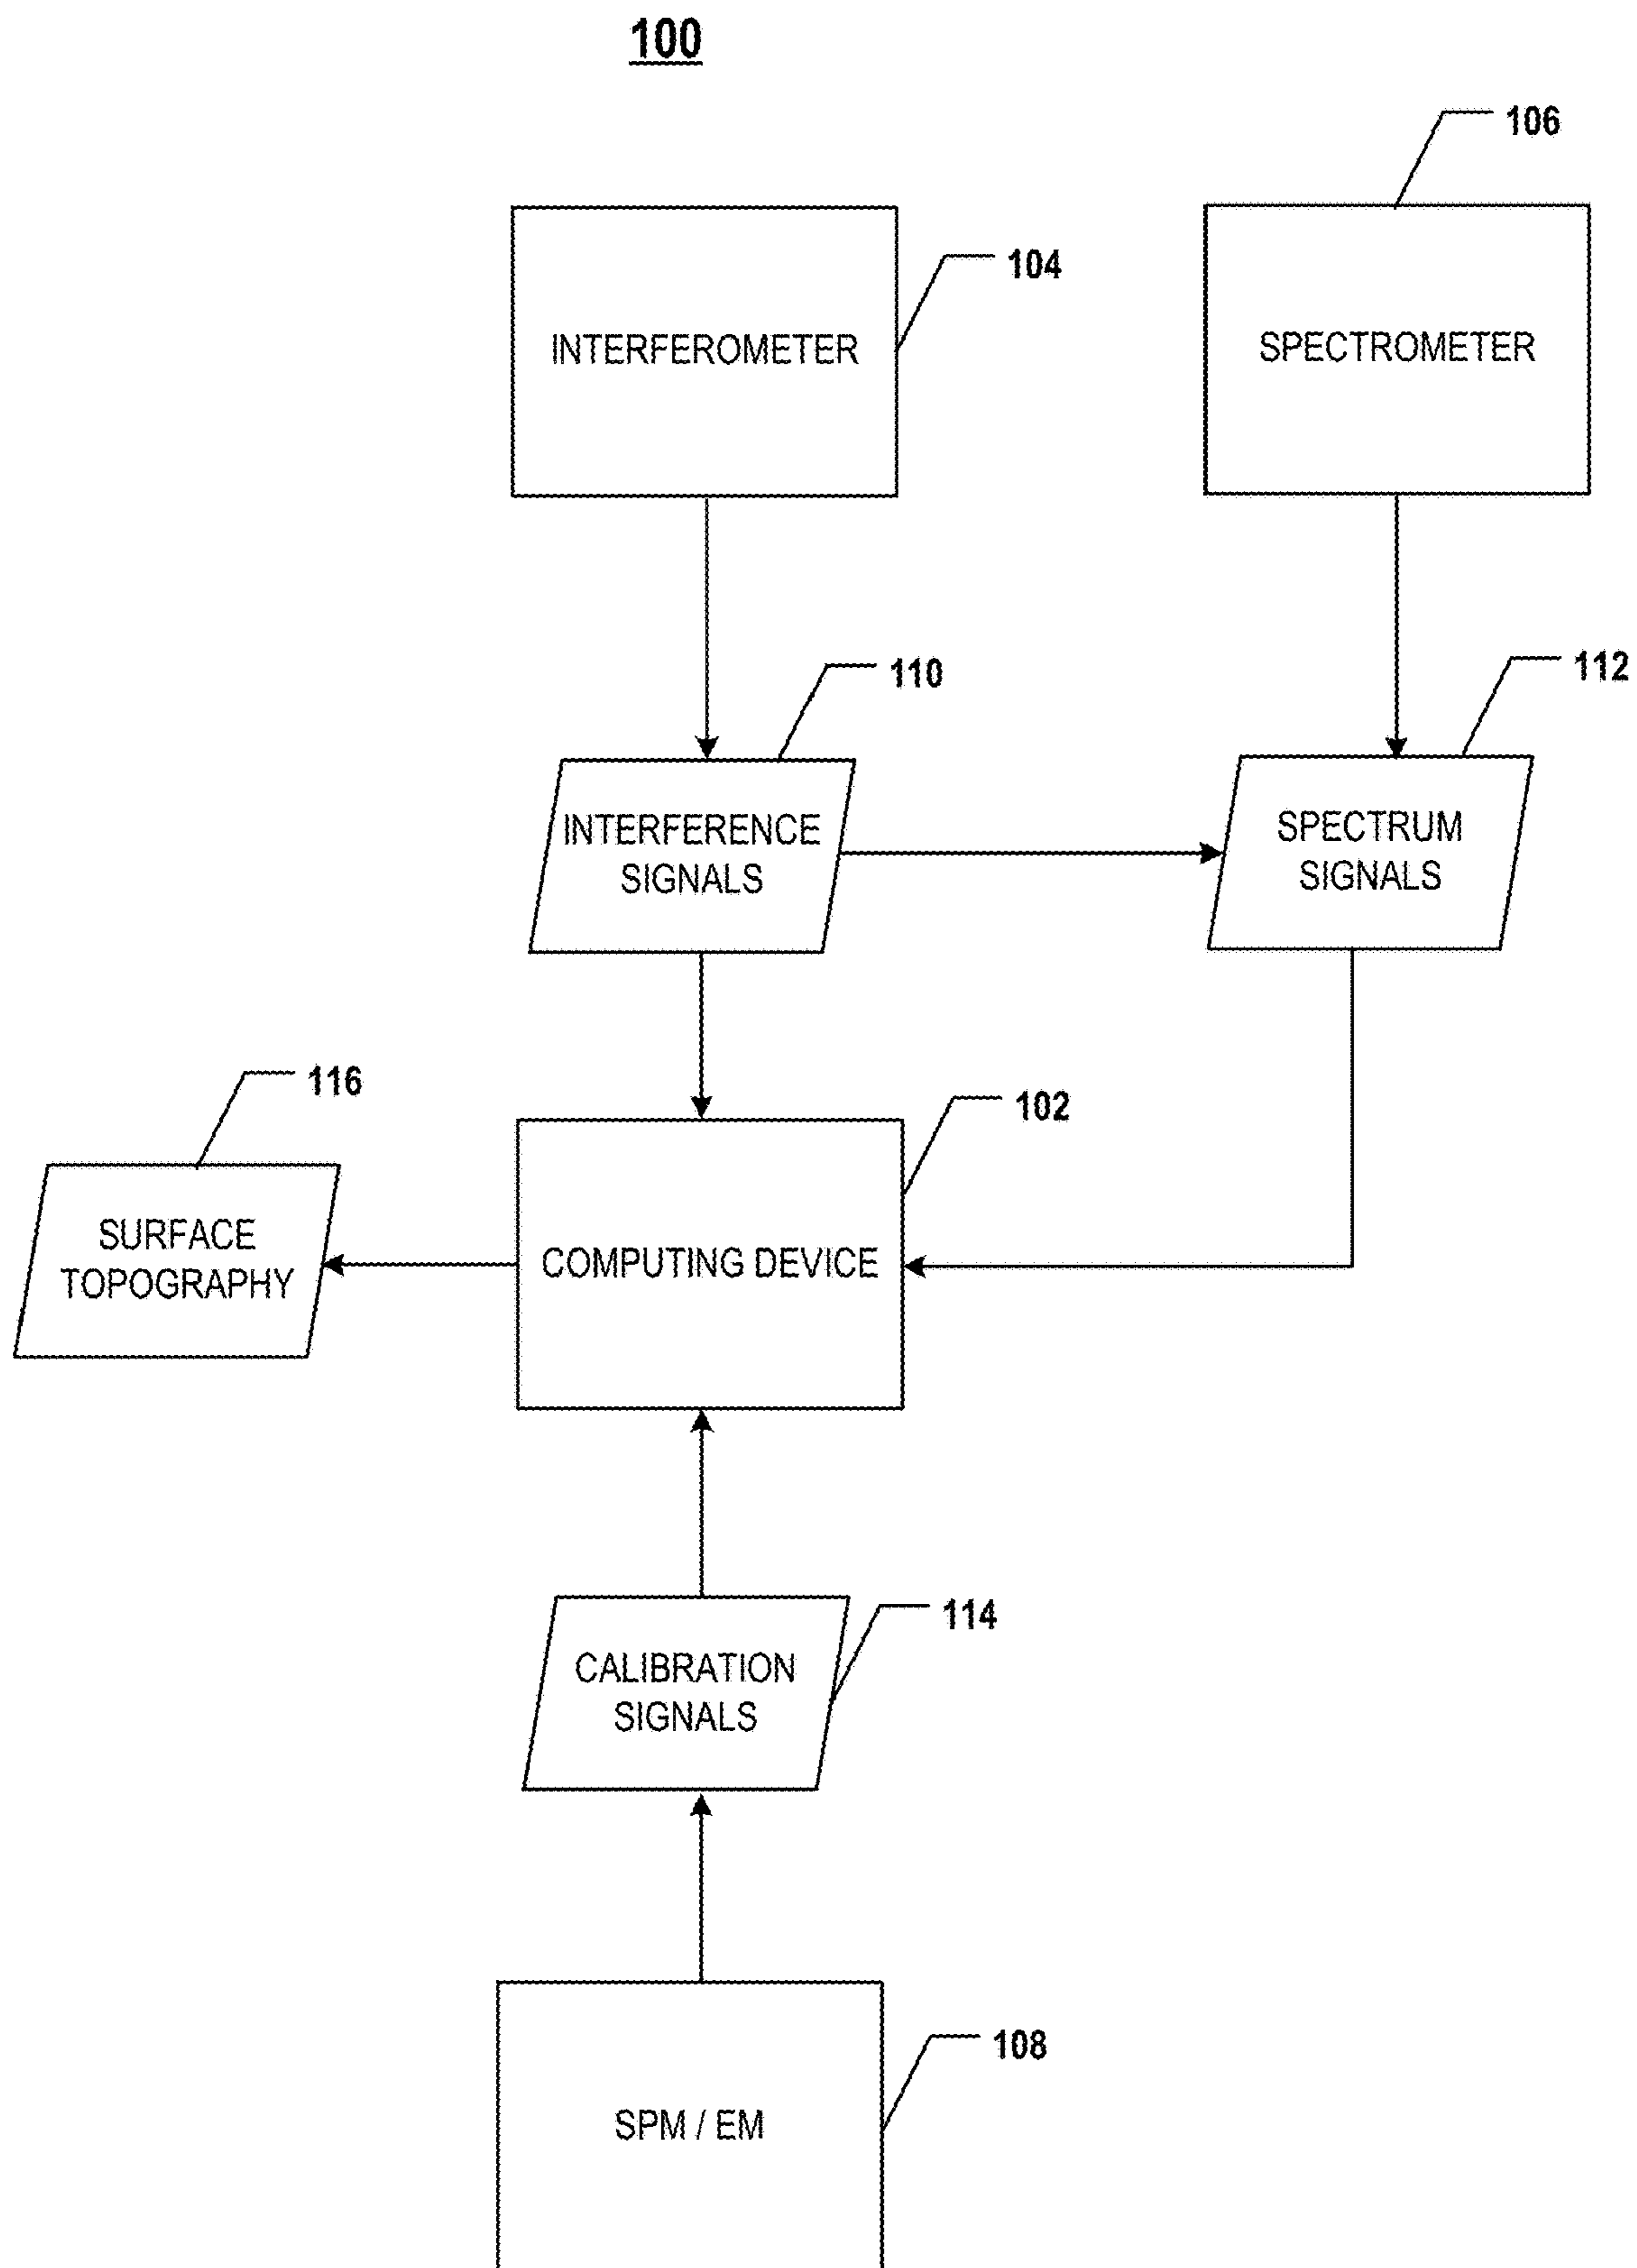 100
106
104
INTERFEROMETER
SPECTROMETER
110
112
INTERFERENCE
SIGNALS
SPECTRUM
SIGNALS
116
102
SURFACE
TOPOGRAPHY
COMPUTING DEVICE
114
CALIBRATION
SIGNALS
108
SPM / EM